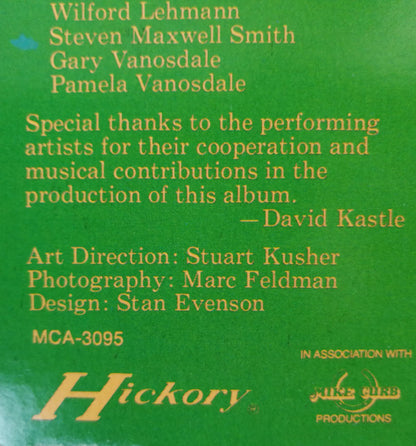 Wilford Lehmann
Steven Maxwell Smith
Gary Vanosdale
Pamela Vanosdale
Special thanks to the performing
artists for their cooperation and
musical contributions in the
production of this album.
—David Kastle
Art Direction: Stuart Kusher
Photography: Marc Feldman
Design: Stan Evenson
MCA-3095
IN ASSOCIATION WITH
Hickory
MIKE CURB
PRODUCTIONS